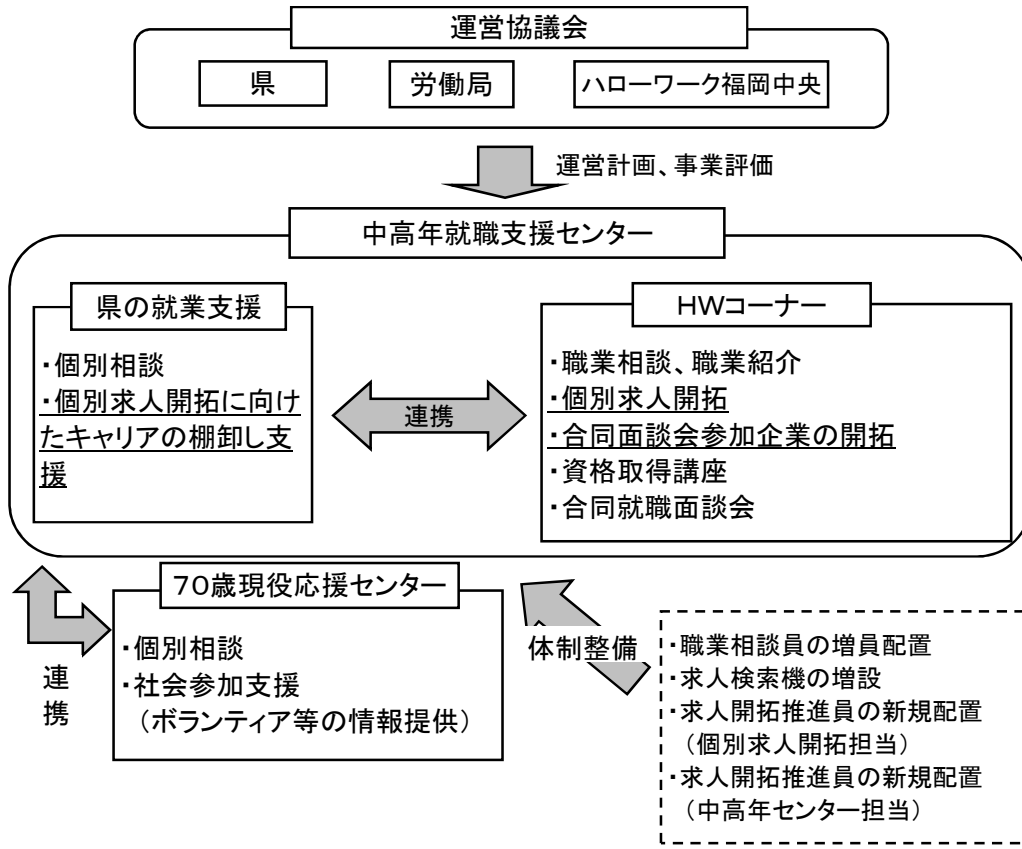 運営協議会
県
労働局
ハローワーク福岡中央
運営計画、事業評価
中高年就職支援センター
県の就業支援
・個別相談
・個別求人開拓に向け
たキャリアの棚卸し支
援
連携
HWコーナー
・職業相談、職業紹介
・個別求人開拓
・合同面談会参加企業の開拓
・資格取得講座
・合同就職面談会
連
携
70歳現役応援センター
・個別相談
・社会参加支援
（ボランティア等の情報提供）
体制整備
・職業相談員の増員配置
・求人検索機の増設
・求人開拓推進員の新規配置
（個別求人開拓担当）
・求人開拓推進員の新規配置
（中高年センター担当）